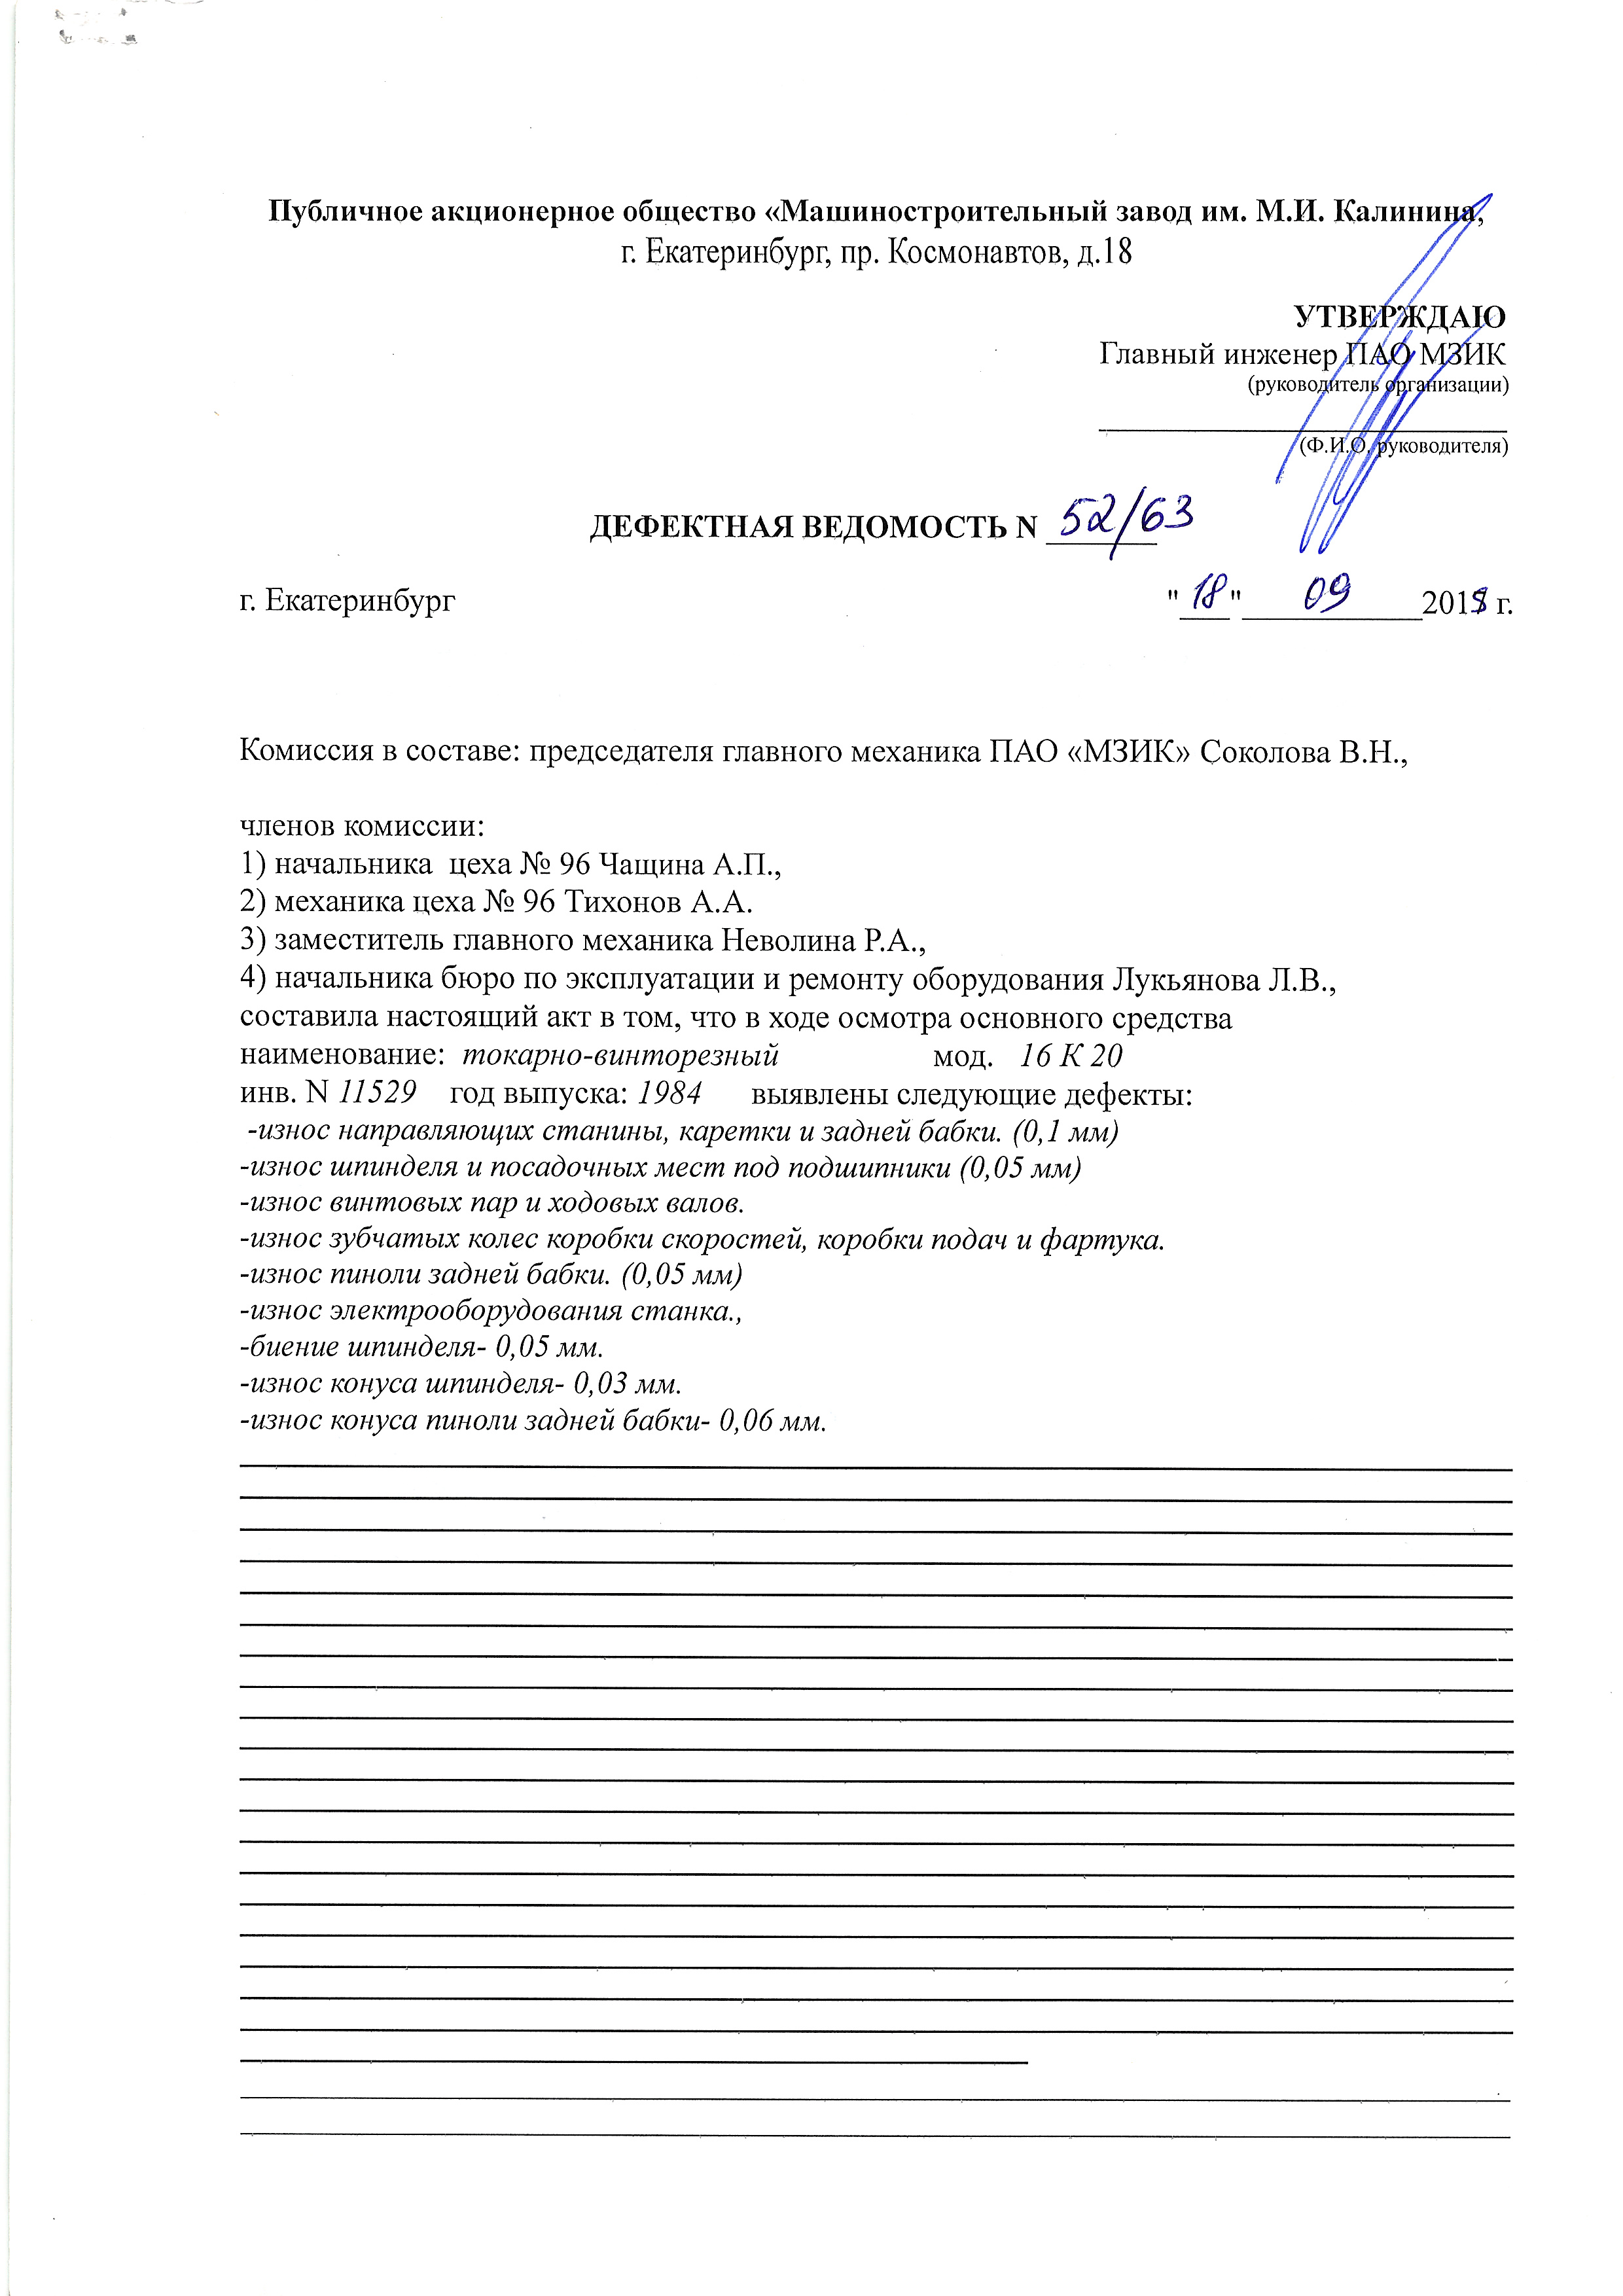 Публичное акционерное общество «Машиностроительный завод им. М.И. Калинина,
г. Екатеринбург, пр. Космонавтов, д.18
УТВЕРЖДАЮ
Главный инженер ПАО МЗИК
(руководитель организации)
(Ф.И.О. руководителя)
ДЕФЕКТНАЯ ВЕДОМОСТЬ N 52/63
г. Екатеринбург "18" 09 2018 г.
Комиссия в составе: председателя главного механика ПАО «МЗИК» Соколова В.Н.,
членов комиссии:
1) начальника цеха № 96 Чащина А.П.,
2) механика цеха № 96 Тихонов А.А.
3) заместитель главного механика Неволина Р.А.,
4) начальника бюро по эксплуатации и ремонту оборудования Лукьянова Л.В.,
составила настоящий акт в том, что в ходе осмотра основного средства
наименование: токарно-винторезный мод. 16 К 20
инв. N 11529 год выпуска: 1984 выявлены следующие дефекты:
-износ направляющих станины, каретки и задней бабки. (0,1 мм)
-износ шпинделя и посадочных мест под подшипники (0,05 мм)
-износ винтовых пар и ходовых валов.
-износ зубчатых колес коробки скоростей, коробки подач и фартука.
-износ пиноли задней бабки. (0,05 мм)
-износ электрооборудования станка.,
-биение шпинделя- 0,05 мм.
-износ конуса шпинделя- 0,03 мм.
-износ конуса пиноли задней бабки- 0,06 мм.